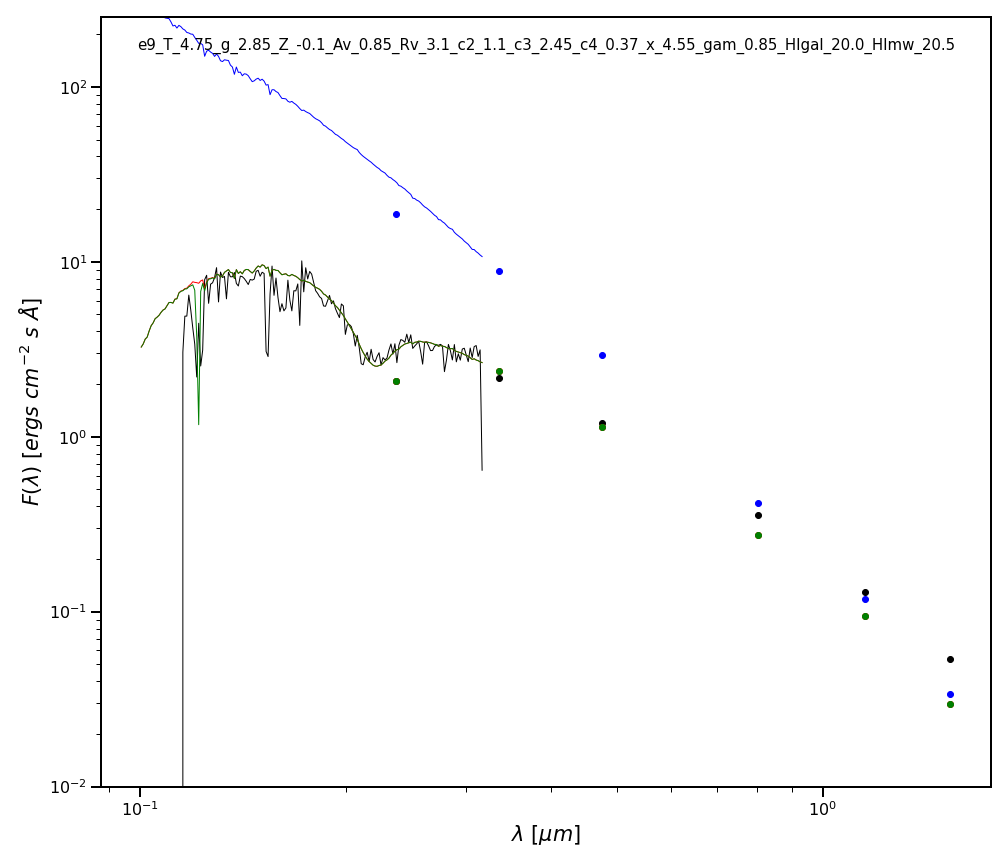 e9_T_4.75_g_2.85_Z_-0.1_Av_0.85_Rv_3.1_c2_1.1_c3_2.45_c4_0.37_x_4.55_gam_0.85_HIgal_20.0_HImw_20.5
10²
10¹
10⁰
10⁻¹
10⁻²
F(λ) [ergs cm⁻² s Å]
10⁻¹
10⁰
λ [μm]